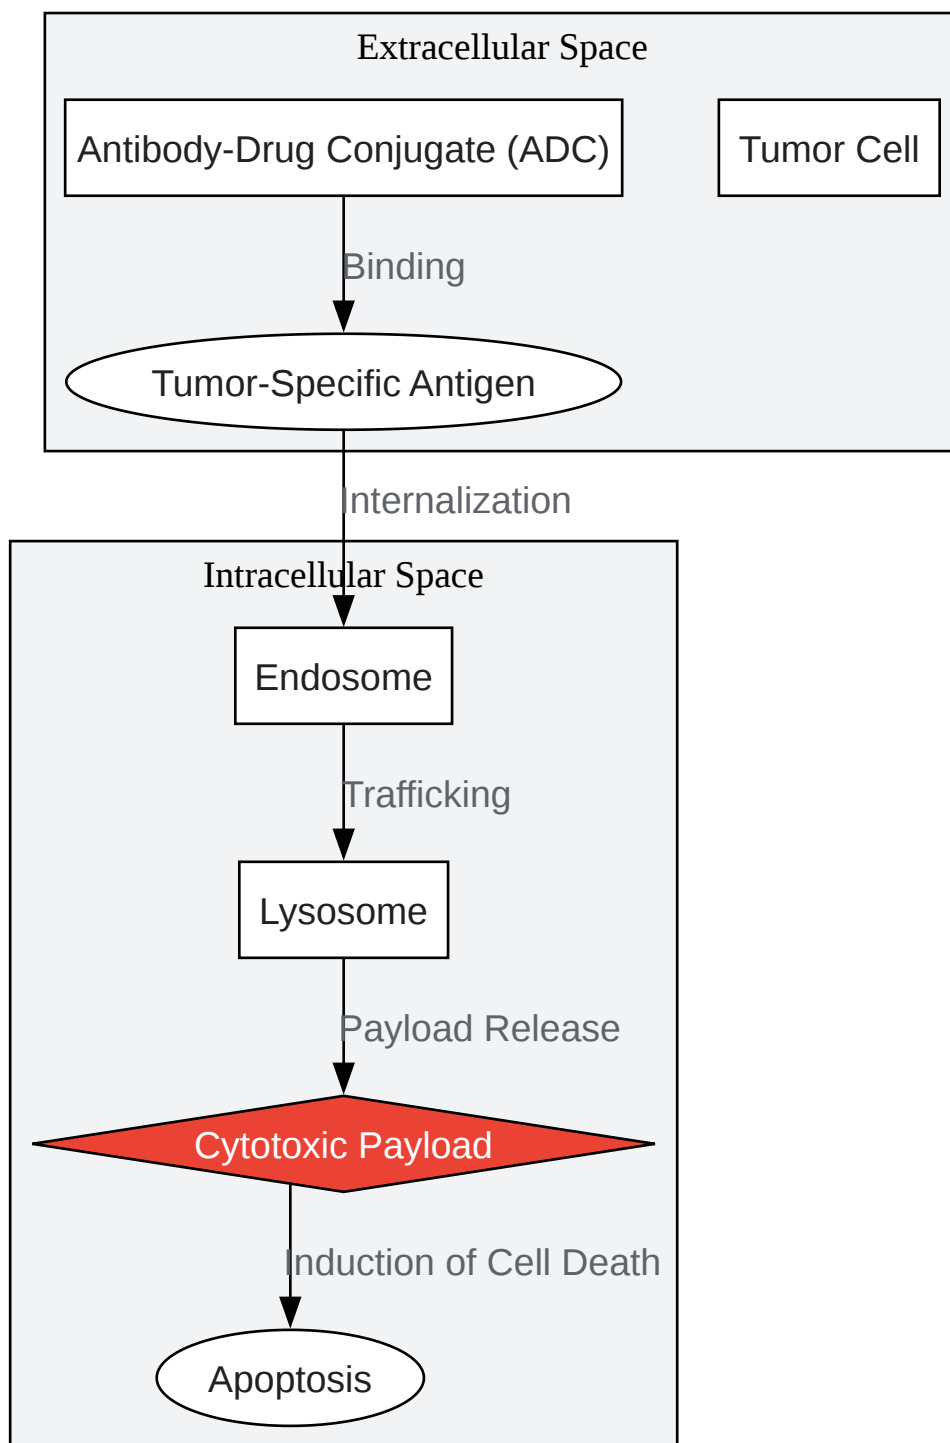 Extracellular Space
Antibody-Drug Conjugate (ADC)
Tumor Cell
Binding
Tumor-Specific Antigen
Internalization
Intracellular Space
Endosome
Trafficking
Lysosome
Payload Release
Cytotoxic Payload
Induction of Cell Death
Apoptosis